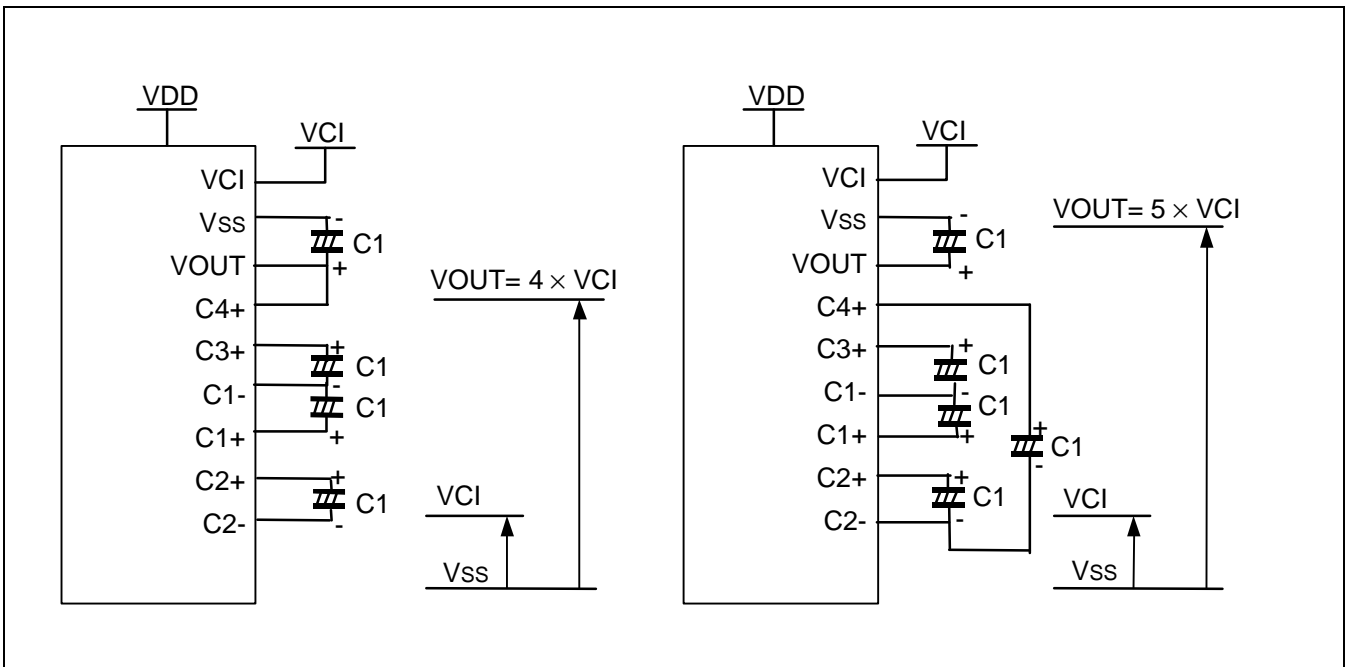 VDD
VCI
VCI
VSS
-
C1
VOUT
+
C4+
C3+
+
C1
C1-
-
C1
C1+
+
C2+
+
C1
C2-
-
VOUT= 4 × VCI
VCI
VSS
VDD
VCI
VCI
VSS
-
C1
VOUT
+
C4+
C3+
+
C1
C1-
-
C1
C1+
+
C2+
+
C1
C2-
-
+
C1
-
VOUT= 5 × VCI
VCI
VSS